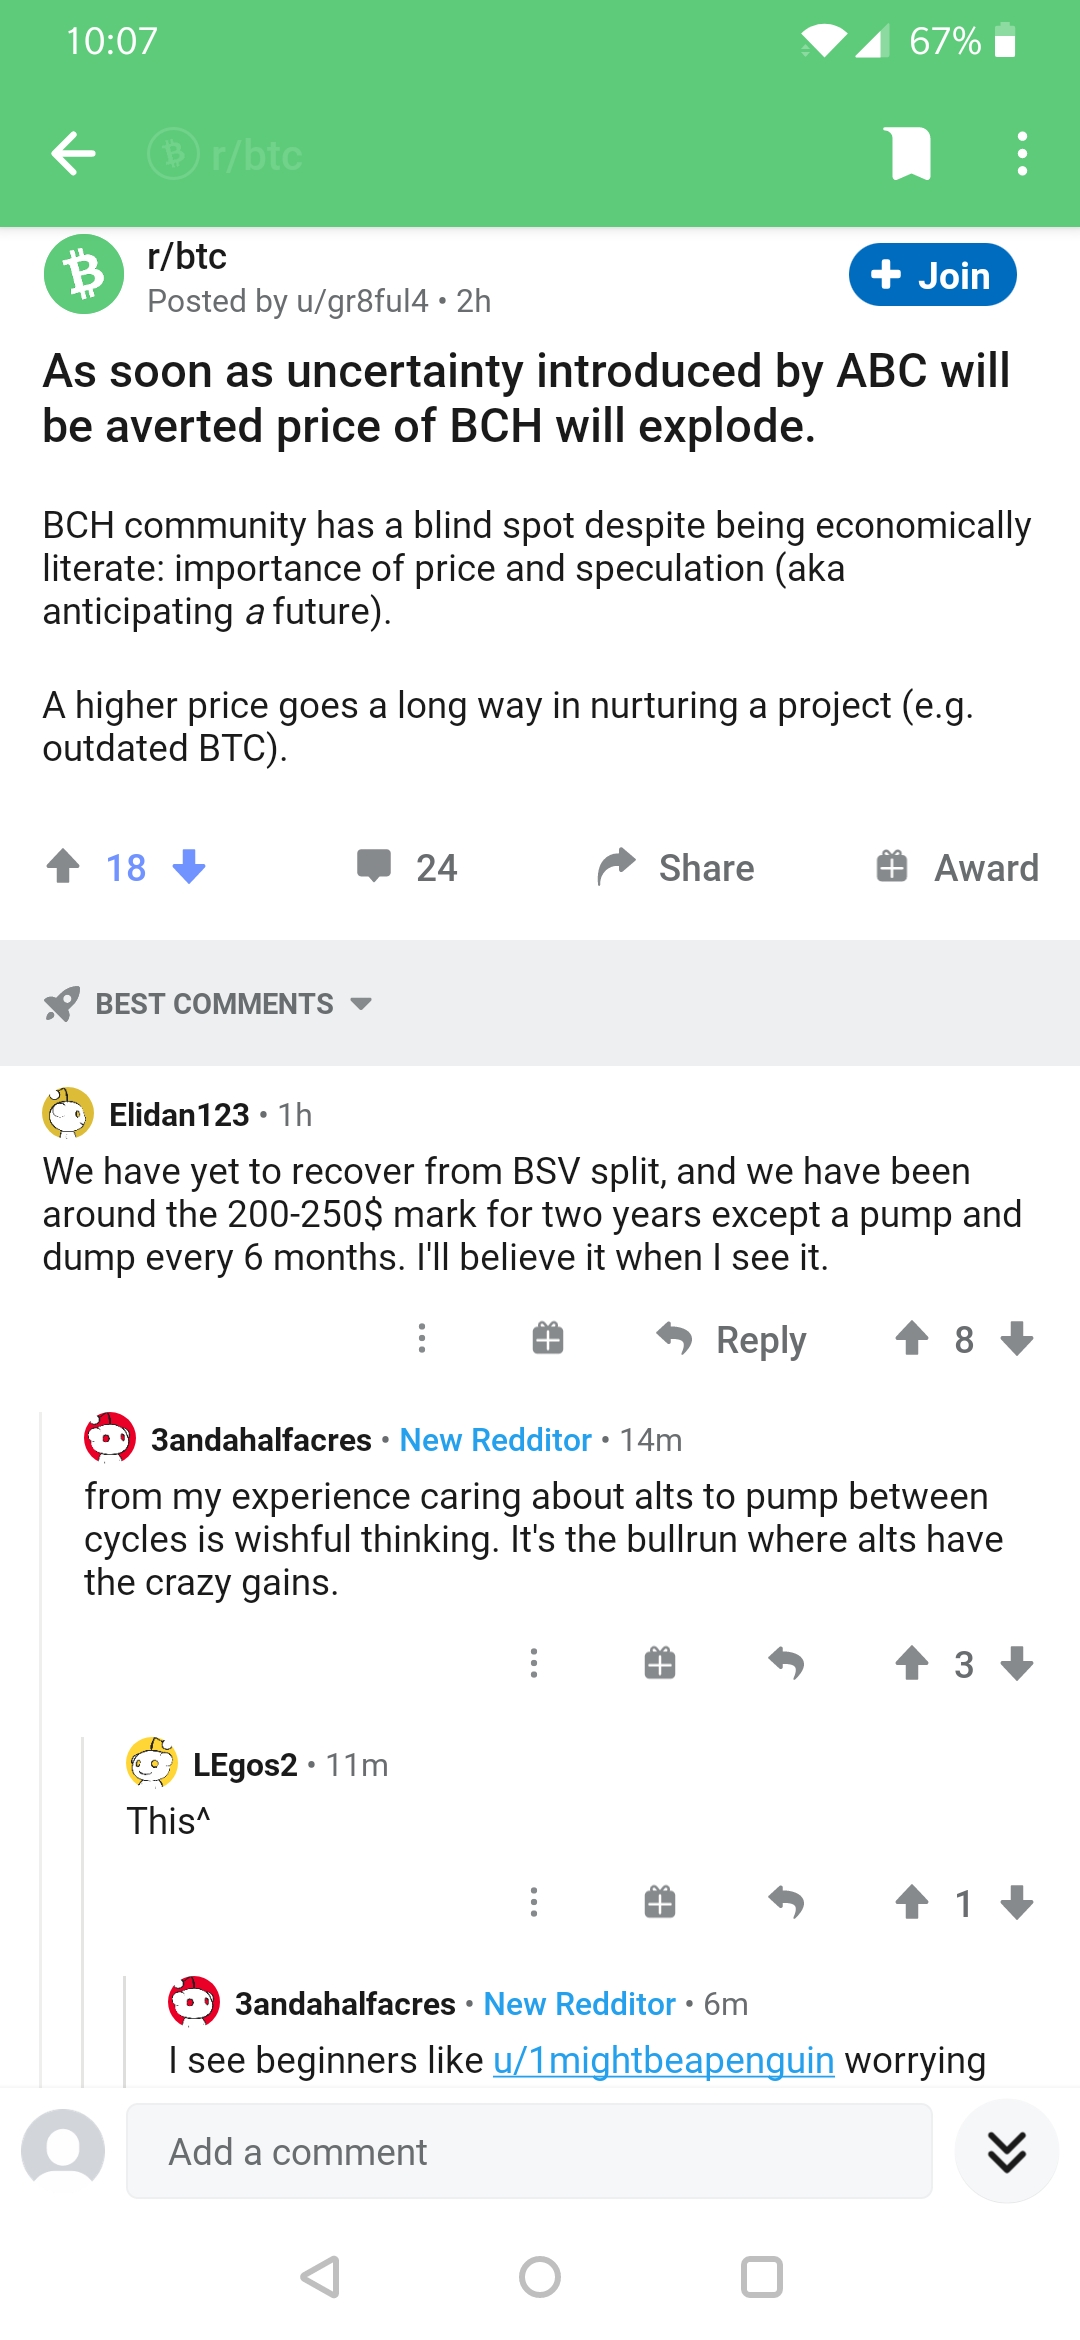 10:07
67%
r/btc
r/btc
Posted by u/gr8ful4 • 2h
Join
As soon as uncertainty introduced by ABC will
be averted price of BCH will explode.
BCH community has a blind spot despite being economically
literate: importance of price and speculation (aka
anticipating a future).
A higher price goes a long way in nurturing a project (e.g.
outdated BTC).
18
24
Share
Award
BEST COMMENTS
Elidan123 • 1h
We have yet to recover from BSV split, and we have been
around the 200-250$ mark for two years except a pump and
dump every 6 months. I'll believe it when I see it.
Reply
8
3andahalfacres • New Redditor • 14m
from my experience caring about alts to pump between
cycles is wishful thinking. It's the bullrun where alts have
the crazy gains.
3
LEgos2 • 11m
This^
1
3andahalfacres • New Redditor • 6m
I see beginners like u/1mightbeapenguin worrying
Add a comment